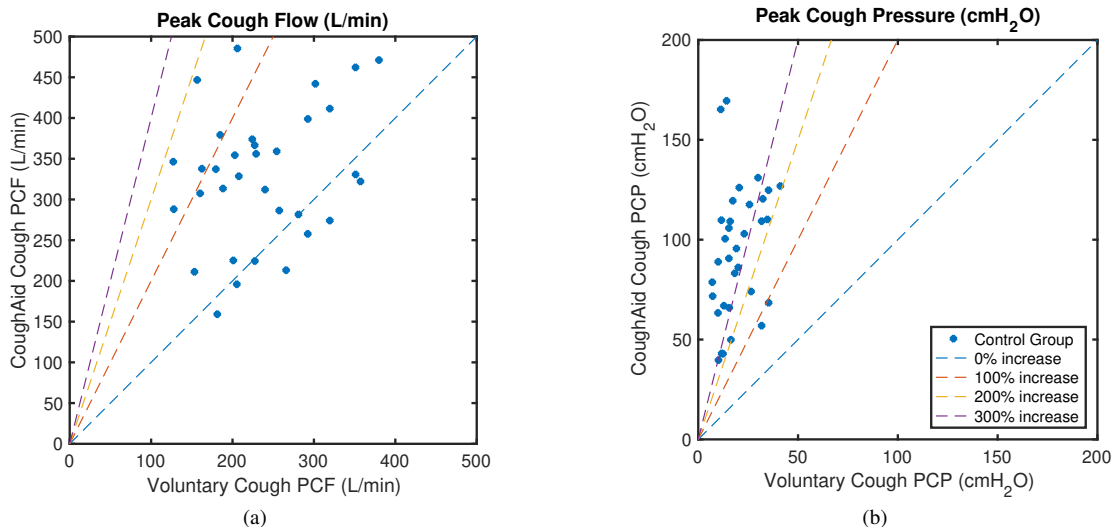 Peak Cough Flow (L/min)
500
450
400
350
300
250
200
150
100
50
0
CoughAid Cough PCF (L/min)
0 100 200 300 400 500
Voluntary Cough PCF (L/min)
(a)
Peak Cough Pressure (cmH₂O)
200
150
100
50
0
CoughAid Cough PCP (cmH₂O)
Control Group
0% increase
100% increase
200% increase
300% increase
0 50 100 150 200
Voluntary Cough PCP (cmH₂O)
(b)